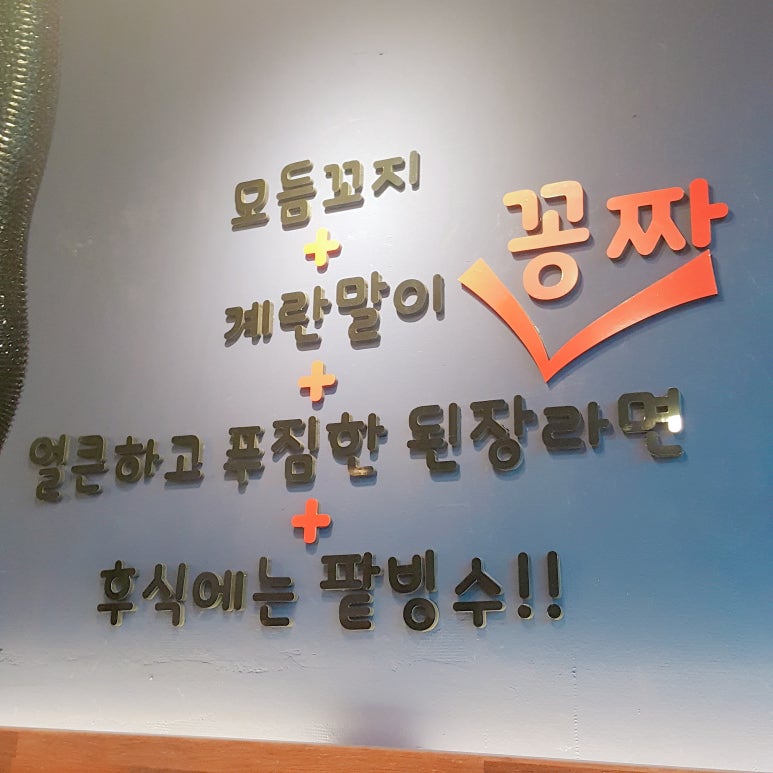 모듬꼬지
+
계란말이 공짜
+
얼큰하고 푸짐한 된장라면
+
후식에는 팥빙수!!